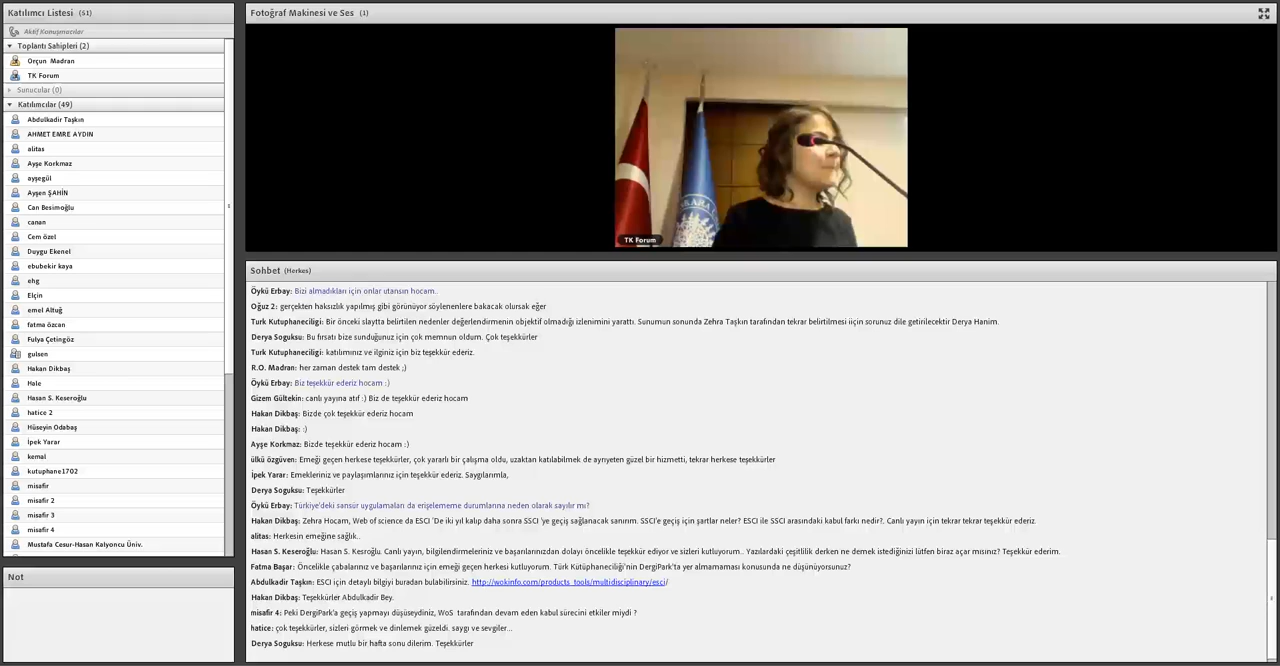 Katılımcı Listesi (51)
Aktif Konuşmacılar
Toplantı Sahipleri (2)
Orçun Madran
TK Forum
Sunucular (0)
Katılımcılar (49)
Abdulkadir Taşkın
AHMET EMRE AYDIN
alitas
Ayşe Korkmaz
ayşegül
Ayşen ŞAHİN
Can Besimoğlu
canan
Cem özel
Duygu Ekenel
ebubekir kaya
ehg
Elçin
emel Altuğ
fatma özcan
Fulya Çetingöz
gulsen
Hakan Dikbaş
Hale
Hasan S. Keseroğlu
hatice 2
Hüseyin Odabaş
İpek Yarar
kemal
kutuphane1702
misafir
misafir 2
misafir 3
misafir 4
Mustafa Cesur-Hasan Kalyoncu Üniv.
Not
Fotoğraf Makinesi ve Ses (1)
ANKARA
TK Forum
Sohbet (Herkes)
Öykü Erbay: Bizi almadıkları için onlar utansın hocam..
Oğuz 2: gerçekten haksızlık yapılmış gibi görünüyor söylenenlere bakacak olursak eğer
Turk Kutuphaneciligi: Bir önceki slaytta belirtilen nedenler değerlendirmenin objektif olmadığı izlenimini yarattı. Sunumun sonunda Zehra Taşkın tarafından tekrar belirtilmesi iiçin sorunuz dile getirilecektir Derya Hanim.
Derya Soguksu: Bu fırsatı bize sunduğunuz için çok memnun oldum. Çok teşekkürler
Turk Kutuphaneciligi: katılımınız ve ilginiz için biz teşekkür ederiz.
R.O. Madran: her zaman destek tam destek ;)
Öykü Erbay: Biz teşekkür ederiz hocam :)
Gizem Gültekin: canlı yayına atıf :) Biz de teşekkür ederiz hocam
Hakan Dikbaş: Bizde çok teşekkür ederiz hocam
Hakan Dikbaş: :)
Ayşe Korkmaz: Bizde teşekkür ederiz hocam :)
ülkü özgüven: Emeği geçen herkese teşekkürler, çok yararlı bir çalışma oldu, uzaktan katılabilmek de ayrıyeten güzel bir hizmetti, tekrar herkese teşekkürler
İpek Yarar: Emekleriniz ve paylaşımlarınız için teşekkür ederiz. Saygılarımla,
Derya Soguksu: Teşekkürler
Öykü Erbay: Türkiye'deki sansür uygulamaları da erişelememe durumlarına neden olarak sayılır mı?
Hakan Dikbaş: Zehra Hocam, Web of science da ESCI 'De iki yıl kalıp daha sonra SSCI 'ye geçiş sağlanacak sanırım. SSCI'e geçiş için şartlar neler? ESCI ile SSCI arasındaki kabul farkı nedir?. Canlı yayın için tekrar tekrar teşekkür ederiz.
alitas: Herkesin emeğine sağlık..
Hasan S. Keseroğlu: Hasan S. Kesroğlu. Canlı yayın, bilgilendirmeleriniz ve başarılarınızdan dolayı öncelikle teşekkür ediyor ve sizleri kutluyorum.. Yazılardaki çeşitlilik derken ne demek istediğinizi lütfen biraz açar mısınız? Teşekkür ederim.
Fatma Başar: Öncelikle çabalarınız ve başarılarınız için emeği geçen herkesi kutluyorum. Türk Kütüphaneciliği'nin DergiPark'ta yer almamaması konusunda ne düşünüyorsunuz?
Abdulkadir Taşkın: ESCI için detaylı bilgiyi buradan bulabilirsiniz. http://wokinfo.com/products_tools/multidisciplinary/esci/
Hakan Dikbaş: Teşekkürler Abdulkadir Bey.
misafir 4: Peki DergiPark'a geçiş yapmayı düşüseydiniz, WoS tarafından devam eden kabul sürecini etkiler miydi ?
hatice: çok teşekkürler, sizleri görmek ve dinlemek güzeldi. saygı ve sevgiler...
Derya Soguksu: Herkese mutlu bir hafta sonu dilerim. Teşekkürler